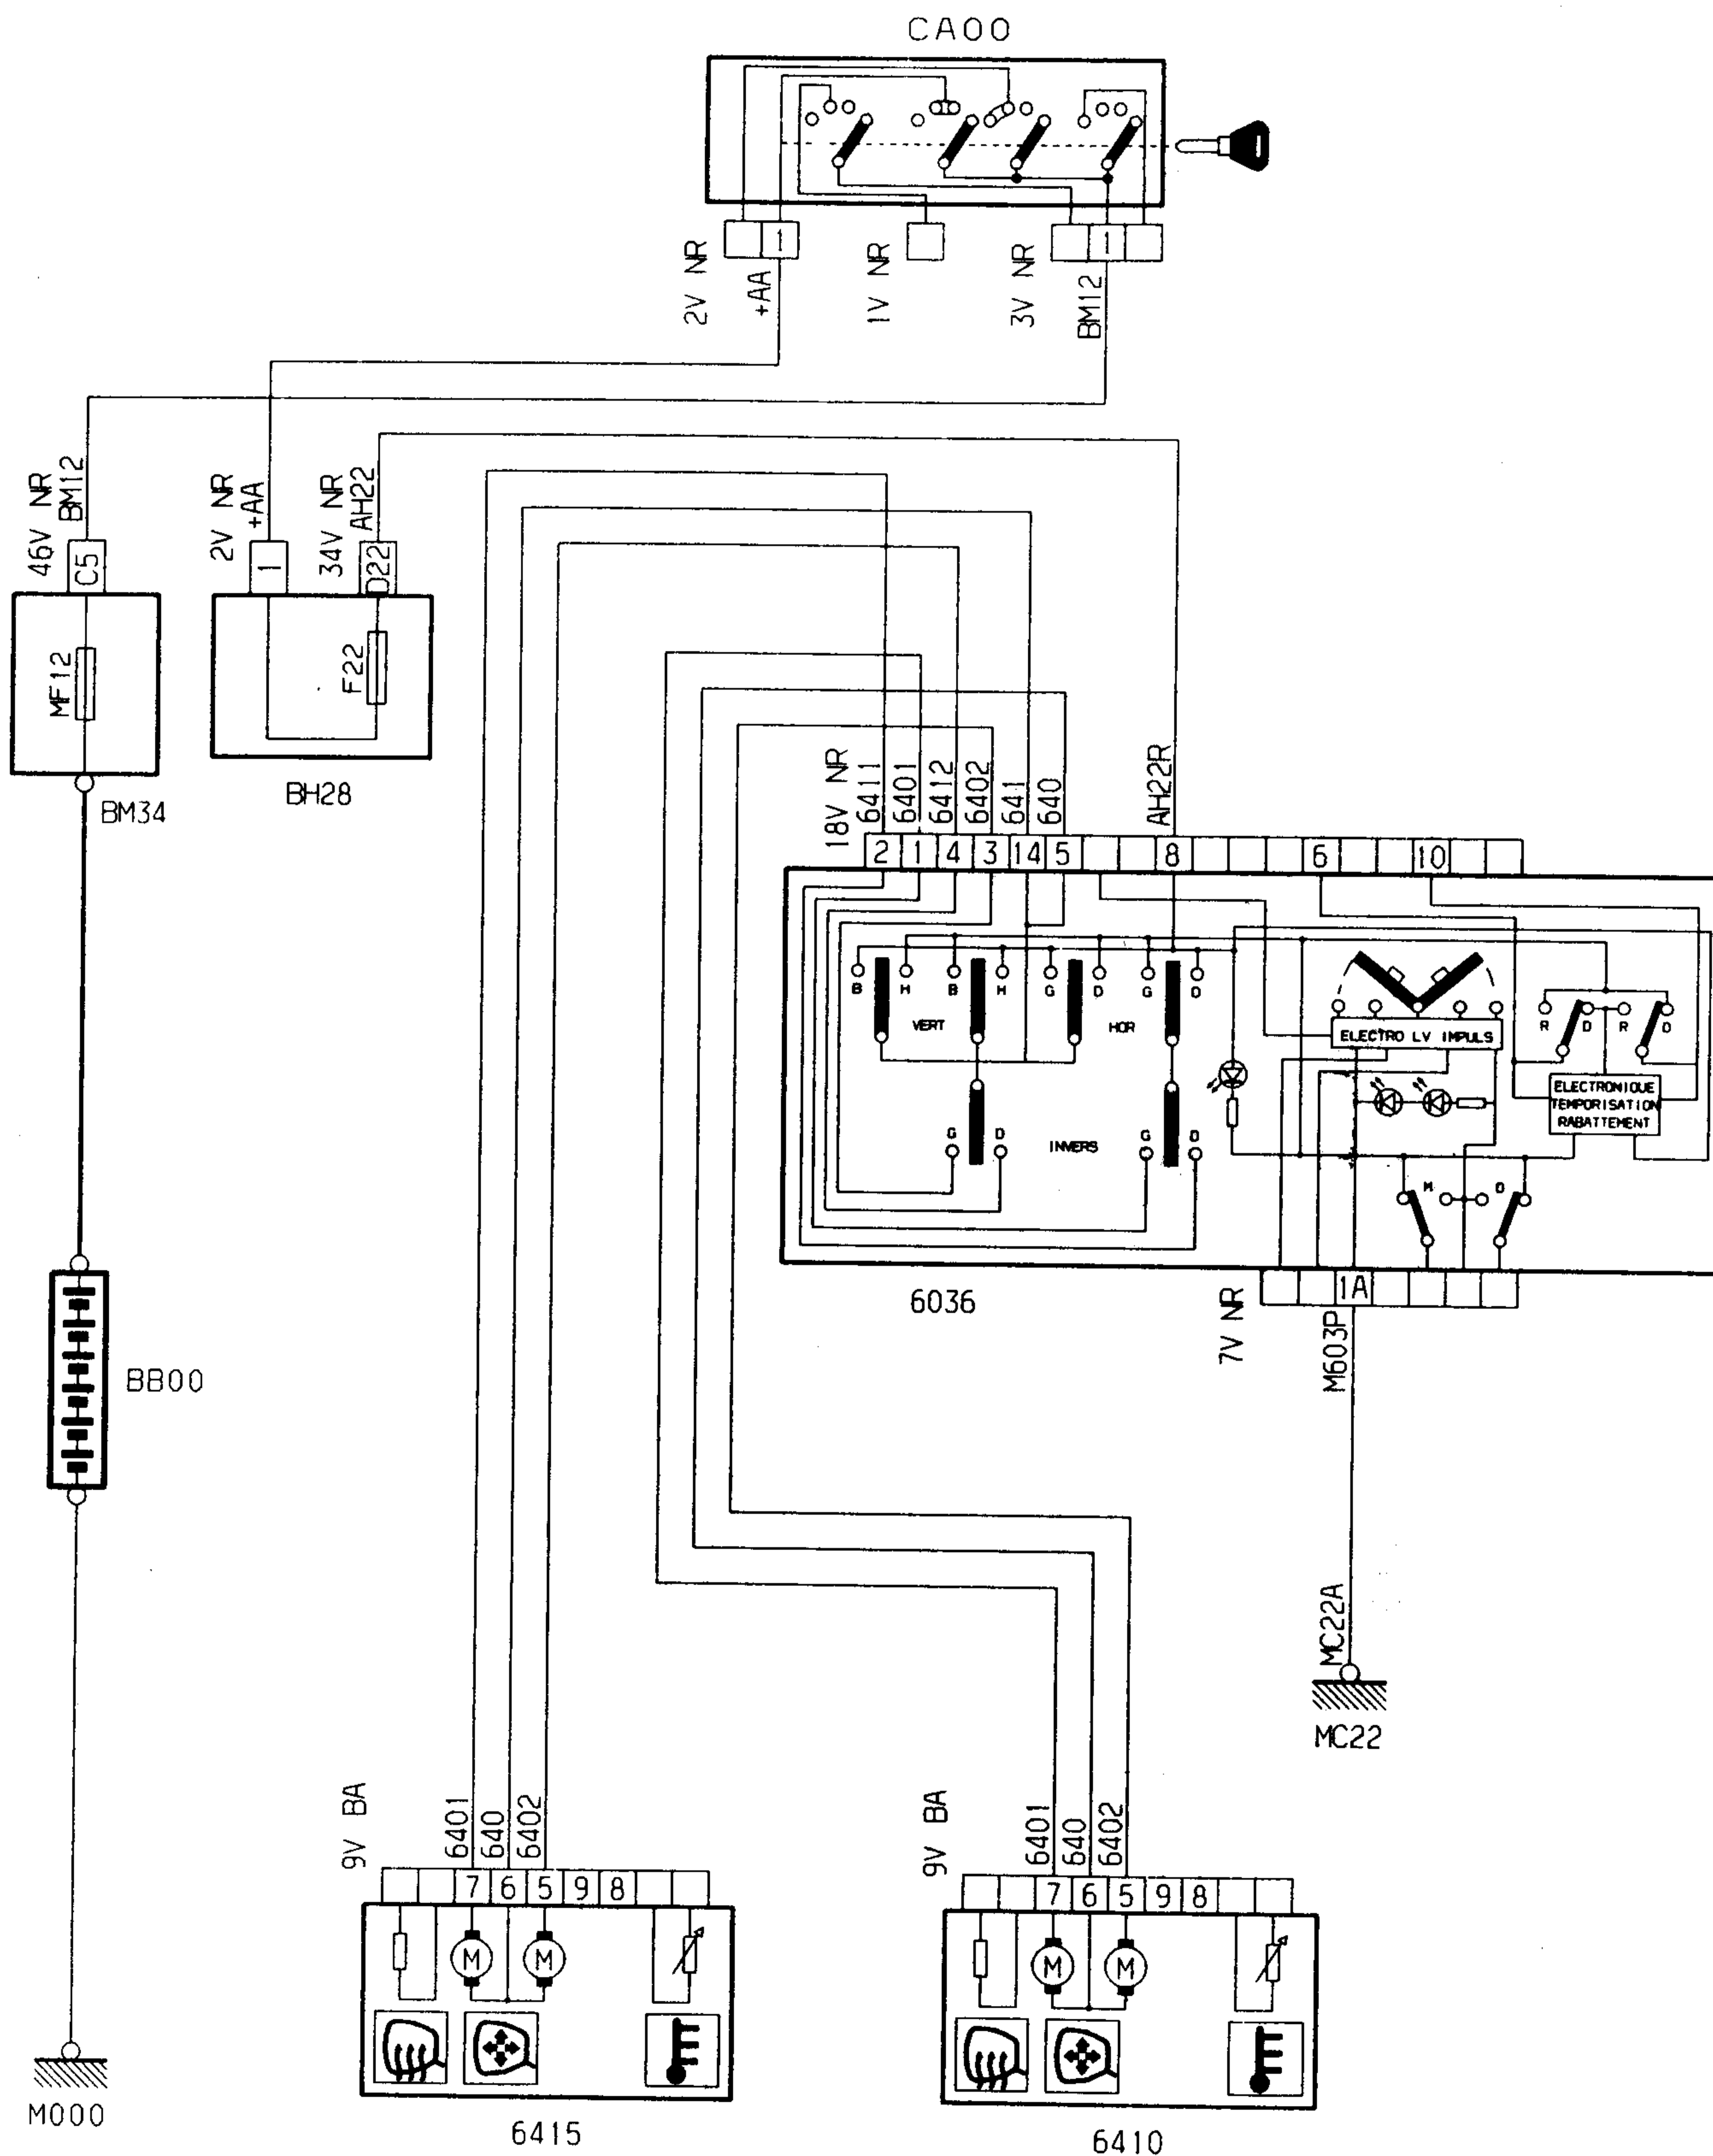 CA00
1
1
2V NR
+AA
1V NR
3V NR
BM12
46V NR
BM12
2V NR
+AA
34V NR
AH22
C5
1
D22
MF12
F22
BM34
BH28
18V NR
6411
6401
6412
6402
641
640
AH22R
2
1
4
3
14
5
8
6
10
B
H
B
H
G
D
G
D
VERT
HOR
R
D
R
D
ELECTRO LV IMPULS
ELECTRONIQUE
TEMPORISATION
RABATTEMENT
G
D
INVERS
G
D
M
D
6036
7V NR
1A
M603P
BB00
MC22A
MC22
9V BA
6401
640
6402
9V BA
6401
640
6402
7
6
5
9
8
7
6
5
9
8
M
M
M
M
M000
6415
6410